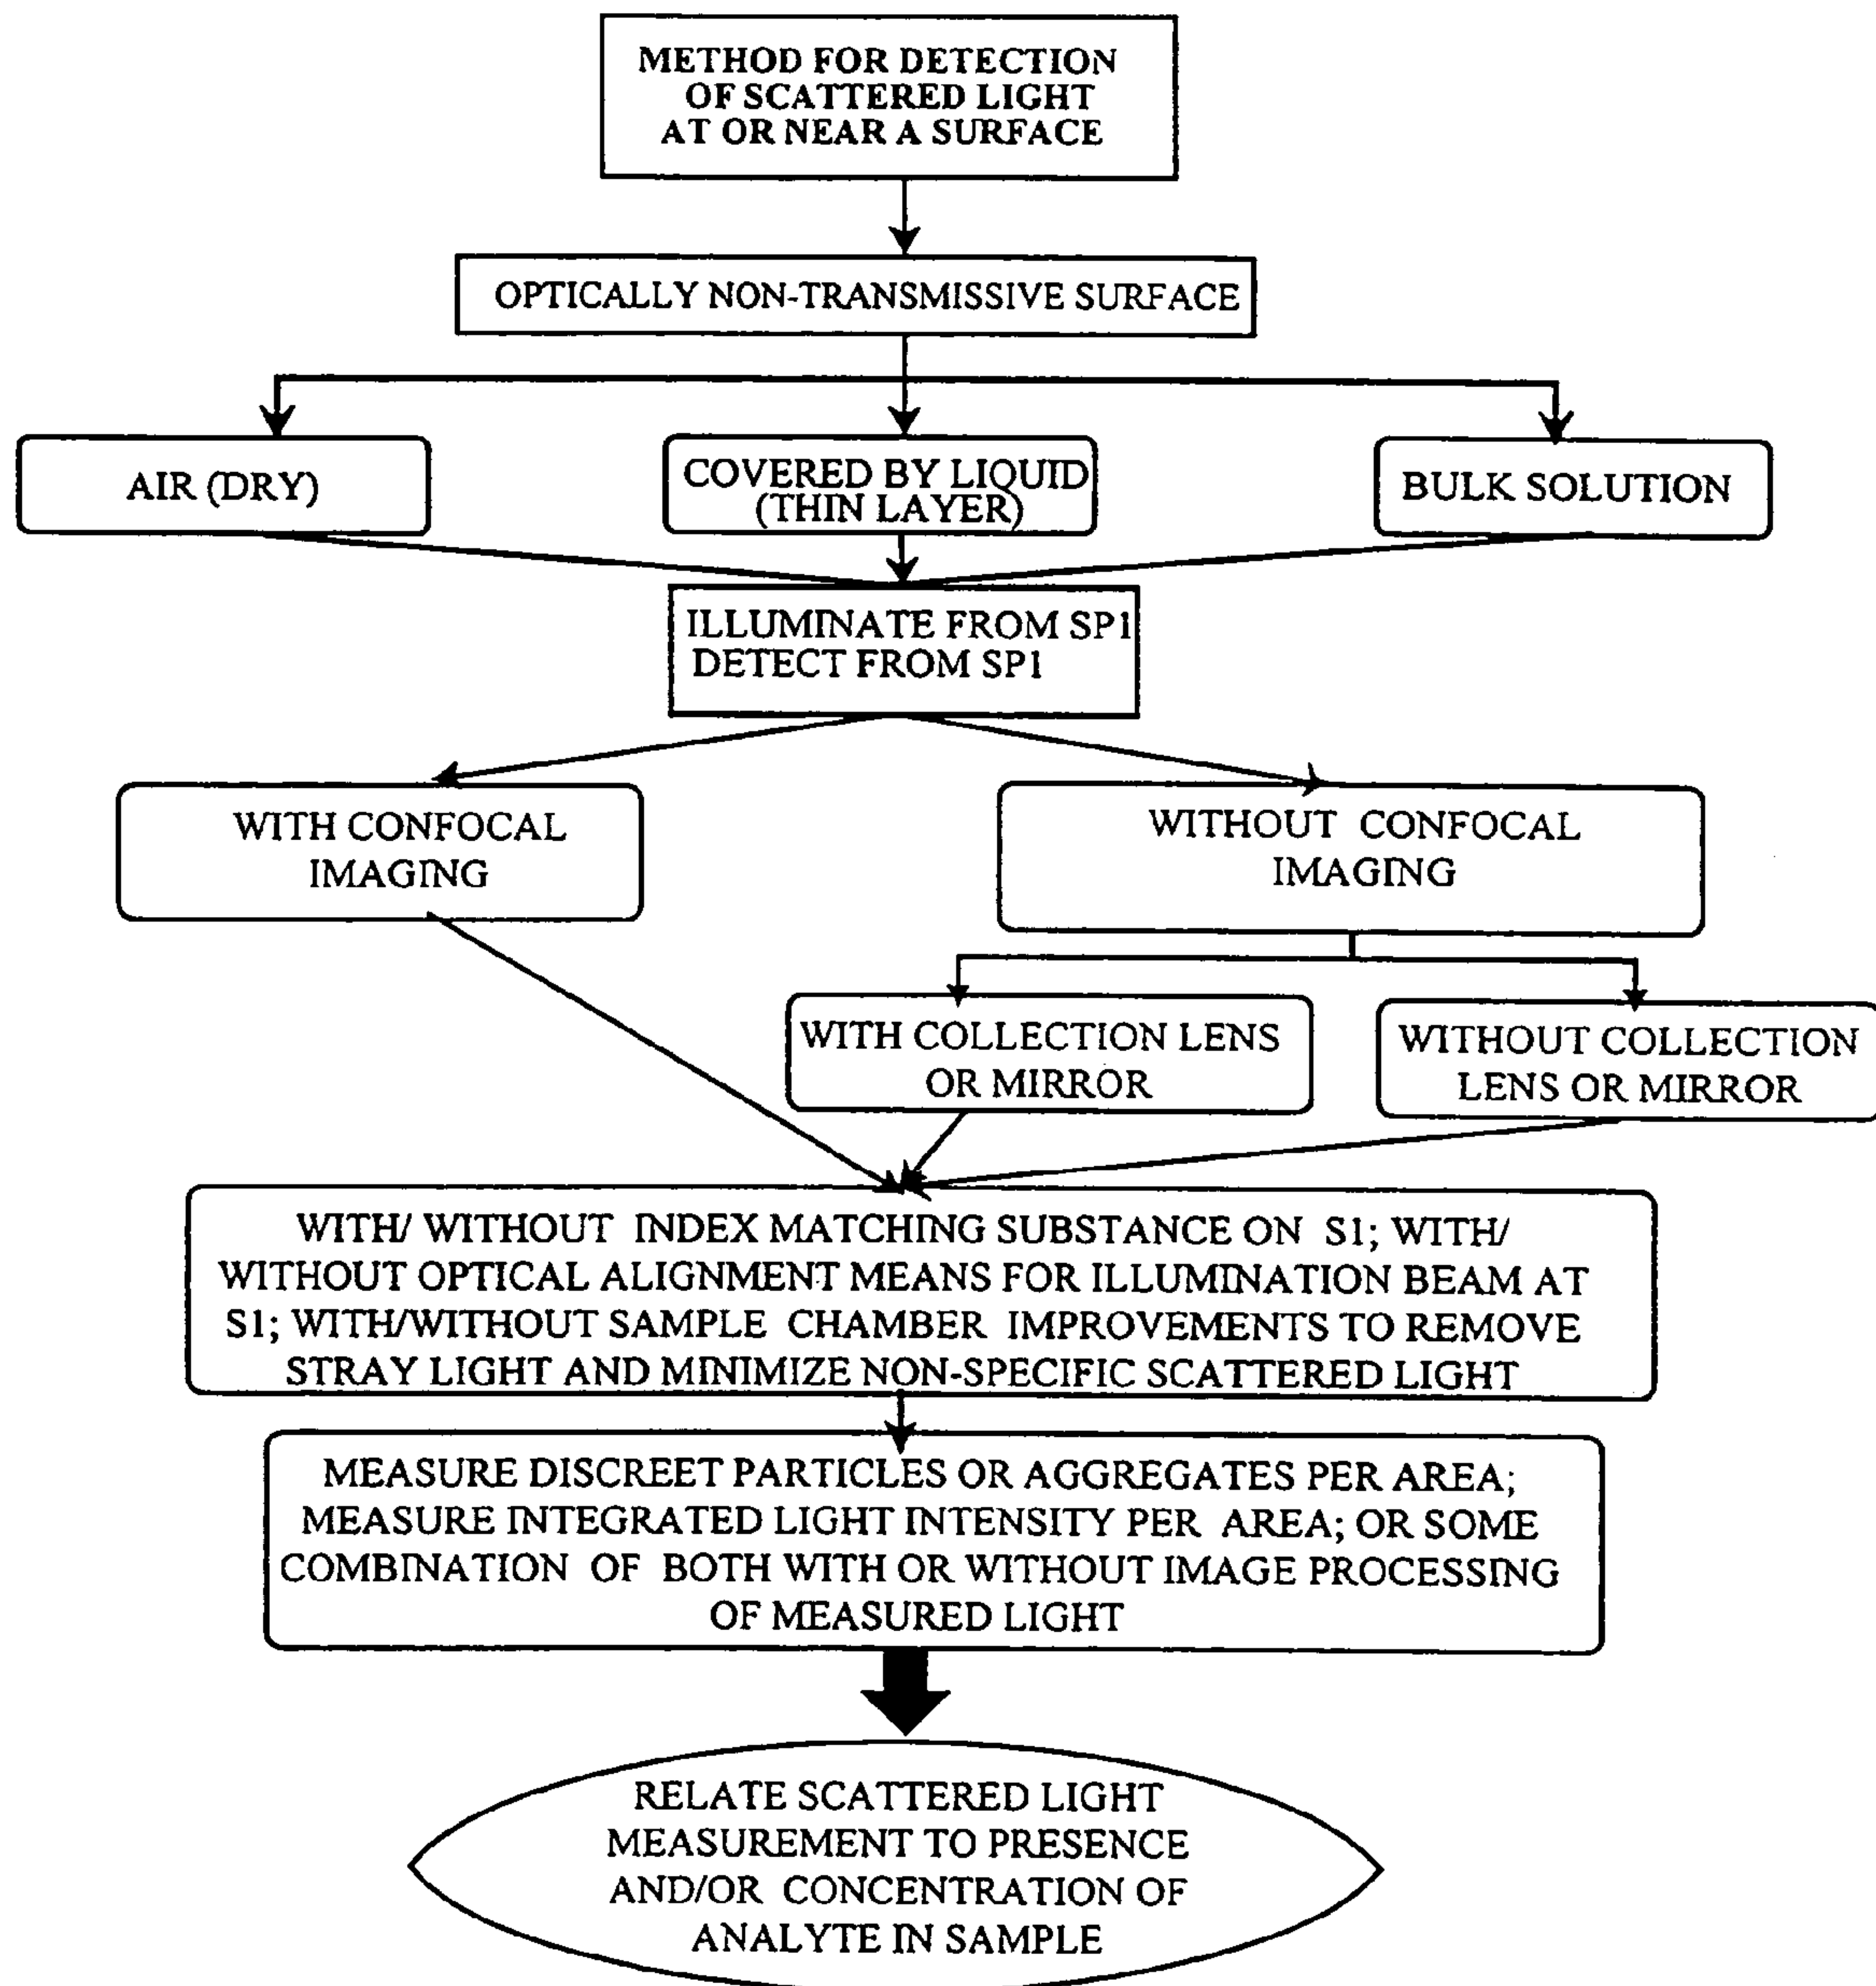 METHOD FOR DETECTION
OF SCATTERED LIGHT
AT OR NEAR A SURFACE
OPTICALLY NON-TRANSMISSIVE SURFACE
AIR (DRY)
COVERED BY LIQUID
(THIN LAYER)
BULK SOLUTION
ILLUMINATE FROM SP1
DETECT FROM SP1
WITH CONFOCAL
IMAGING
WITHOUT CONFOCAL
IMAGING
WITH COLLECTION LENS
OR MIRROR
WITHOUT COLLECTION
LENS OR MIRROR
WITH/ WITHOUT INDEX MATCHING SUBSTANCE ON S1; WITH/
WITHOUT OPTICAL ALIGNMENT MEANS FOR ILLUMINATION BEAM AT
S1; WITH/WITHOUT SAMPLE CHAMBER IMPROVEMENTS TO REMOVE
STRAY LIGHT AND MINIMIZE NON-SPECIFIC SCATTERED LIGHT
MEASURE DISCREET PARTICLES OR AGGREGATES PER AREA;
MEASURE INTEGRATED LIGHT INTENSITY PER AREA; OR SOME
COMBINATION OF BOTH WITH OR WITHOUT IMAGE PROCESSING
OF MEASURED LIGHT
RELATE SCATTERED LIGHT
MEASUREMENT TO PRESENCE
AND/OR CONCENTRATION OF
ANALYTE IN SAMPLE